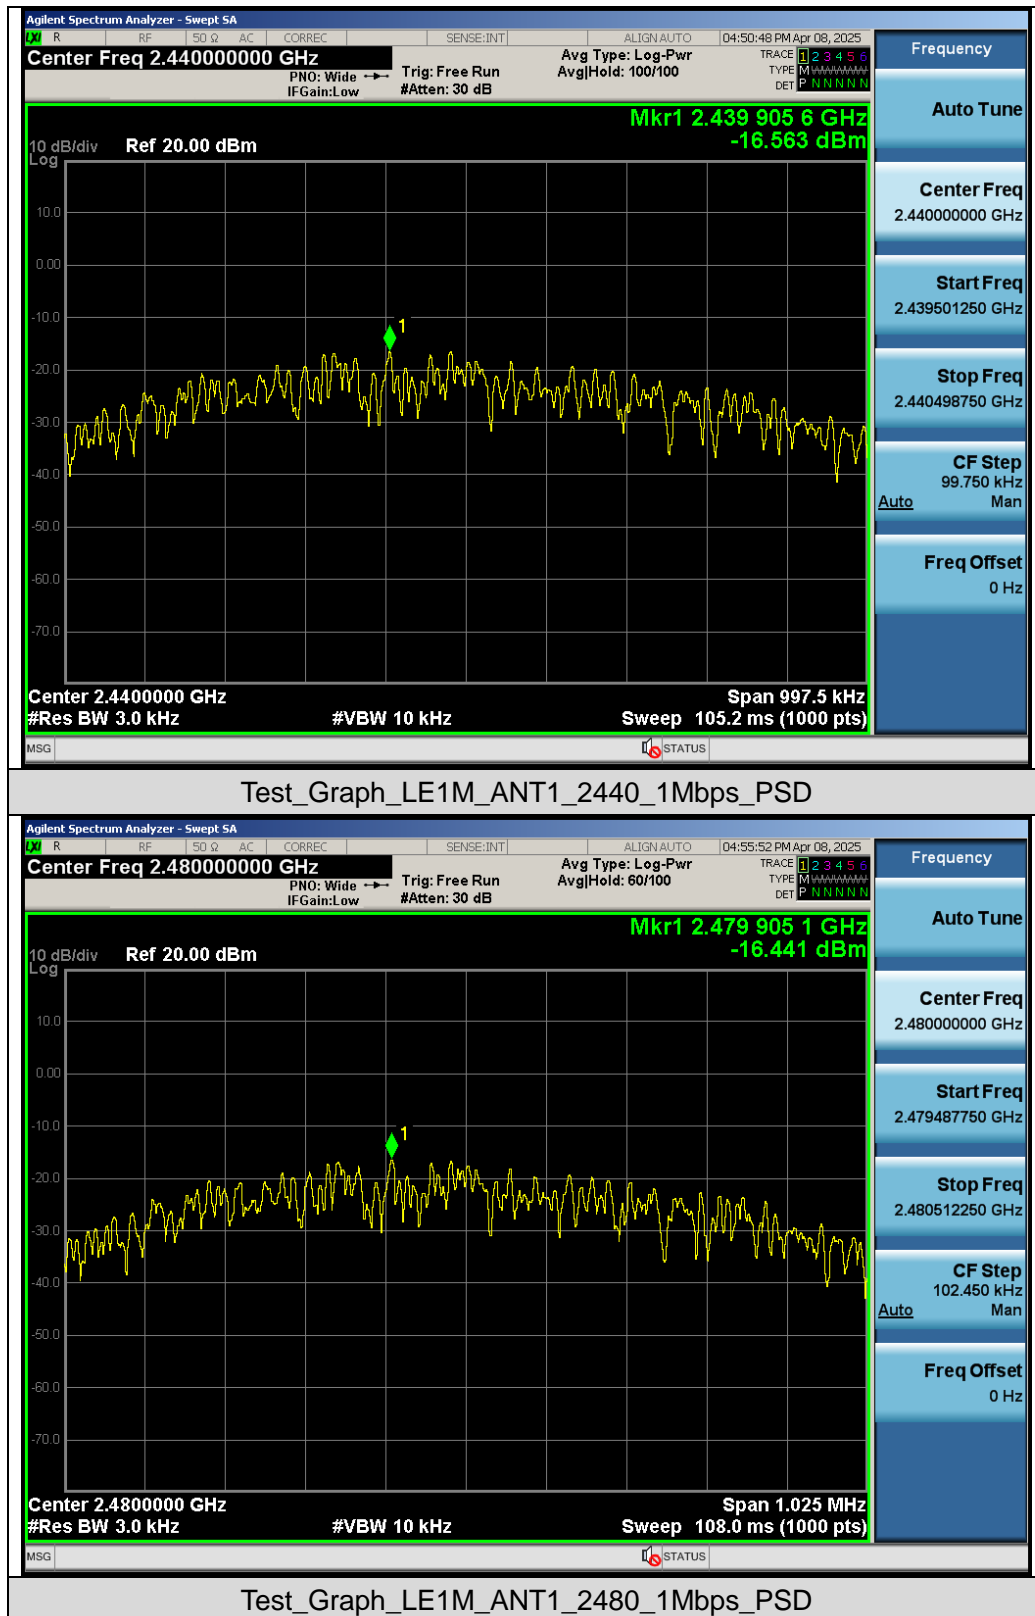 Agilent Spectrum Analyzer - Swept SA
LXI R RF 50 Ω AC CORREC SENSE:INT ALIGN AUTO 04:50:48 PM Apr 08, 2025
Center Freq 2.440000000 GHz
PNO: Wide
IFGain:Low
Trig: Free Run
#Atten: 30 dB
Avg Type: Log-Pwr
Avg|Hold: 100/100
TRACE 1 2 3 4 5 6
TYPE M WWWWW
DET P N N N N N
Mkr1 2.439 905 6 GHz
-16.563 dBm
10 dB/div Ref 20.00 dBm
Log
10.0
0.00
-10.0
-20.0
-30.0
-40.0
-50.0
-60.0
-70.0
1
Center 2.4400000 GHz Span 997.5 kHz
#Res BW 3.0 kHz #VBW 10 kHz Sweep 105.2 ms (1000 pts)
MSG STATUS
Frequency
Auto Tune
Center Freq
2.440000000 GHz
Start Freq
2.439501250 GHz
Stop Freq
2.440498750 GHz
CF Step
99.750 kHz
Auto Man
Freq Offset
0 Hz
Test_Graph_LE1M_ANT1_2440_1Mbps_PSD
Agilent Spectrum Analyzer - Swept SA
LXI R RF 50 Ω AC CORREC SENSE:INT ALIGN AUTO 04:55:52 PM Apr 08, 2025
Center Freq 2.480000000 GHz
PNO: Wide
IFGain:Low
Trig: Free Run
#Atten: 30 dB
Avg Type: Log-Pwr
Avg|Hold: 60/100
TRACE 1 2 3 4 5 6
TYPE M WWWWW
DET P N N N N N
Mkr1 2.479 905 1 GHz
-16.441 dBm
10 dB/div Ref 20.00 dBm
Log
10.0
0.00
-10.0
-20.0
-30.0
-40.0
-50.0
-60.0
-70.0
1
Center 2.4800000 GHz Span 1.025 MHz
#Res BW 3.0 kHz #VBW 10 kHz Sweep 108.0 ms (1000 pts)
MSG STATUS
Frequency
Auto Tune
Center Freq
2.480000000 GHz
Start Freq
2.479487750 GHz
Stop Freq
2.480512250 GHz
CF Step
102.450 kHz
Auto Man
Freq Offset
0 Hz
Test_Graph_LE1M_ANT1_2480_1Mbps_PSD